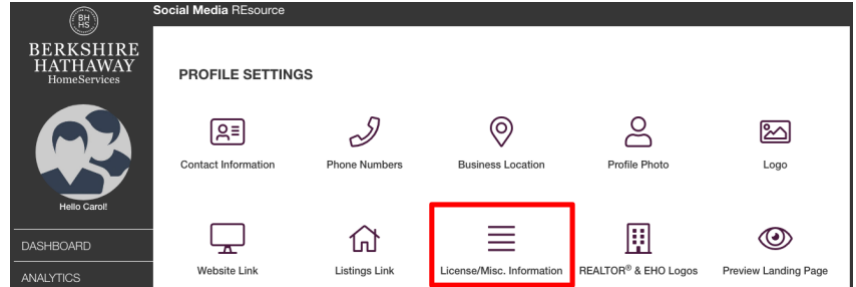 Social Media REsource
BH
HS
BERKSHIRE
HATHAWAY
HomeServices
Hello Carol!
DASHBOARD
ANALYTICS
PROFILE SETTINGS
Contact Information
Phone Numbers
Business Location
Profile Photo
Logo
Website Link
Listings Link
License/Misc. Information
REALTOR® & EHO Logos
Preview Landing Page